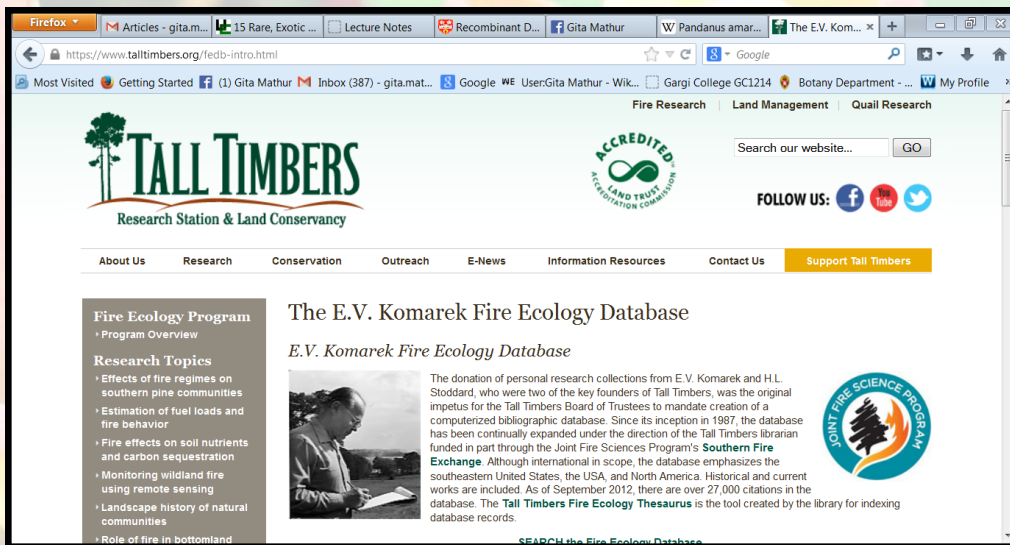 Firefox
Articles - gita.m...
15 Rare, Exotic ...
Lecture Notes
Recombinant D...
Gita Mathur
Pandanus amar...
The E.V. Kom... ×
+
https://www.talltimbers.org/fedb-intro.html
Google
Most Visited
Getting Started
(1) Gita Mathur
Inbox (387) - gita.mat...
Google
User:Gita Mathur - Wik...
Gargi College GC1214
Botany Department - ...
My Profile
»
Fire Research | Land Management | Quail Research
TALL TIMBERS
Research Station & Land Conservancy
ACCREDITED
LAND TRUST
ACCREDITATION COMMISSION
Search our website...
GO
FOLLOW US:
You
Tube
About Us
Research
Conservation
Outreach
E-News
Information Resources
Contact Us
Support Tall Timbers
Fire Ecology Program
Program Overview
Research Topics
Effects of fire regimes on
southern pine communities
Estimation of fuel loads and
fire behavior
Fire effects on soil nutrients
and carbon sequestration
Monitoring wildland fire
using remote sensing
Landscape history of natural
communities
Role of fire in bottomland
The E.V. Komarek Fire Ecology Database
E.V. Komarek Fire Ecology Database
The donation of personal research collections from E.V. Komarek and H.L.
Stoddard, who were two of the key founders of Tall Timbers, was the original
impetus for the Tall Timbers Board of Trustees to mandate creation of a
computerized bibliographic database. Since its inception in 1987, the database
has been continually expanded under the direction of the Tall Timbers librarian
funded in part through the Joint Fire Sciences Program's Southern Fire
Exchange. Although international in scope, the database emphasizes the
southeastern United States, the USA, and North America. Historical and current
works are included. As of September 2012, there are over 27,000 citations in the
database. The Tall Timbers Fire Ecology Thesaurus is the tool created by the library for indexing
database records.
SEARCH the Fire Ecology Database
JOINT FIRE SCIENCE PROGRAM